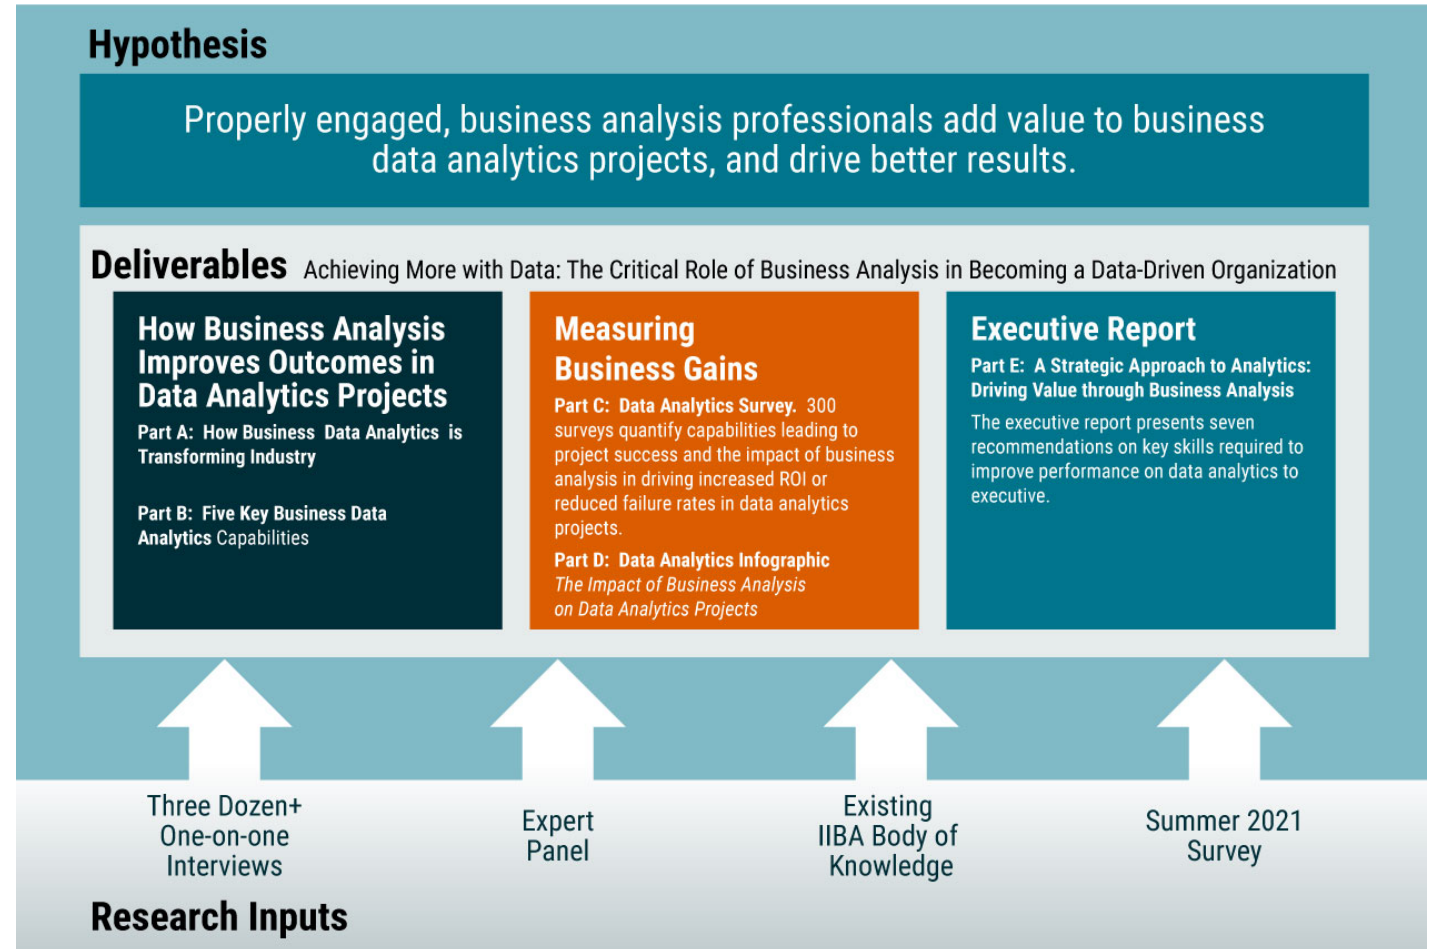 Hypothesis
Properly engaged, business analysis professionals add value to business
data analytics projects, and drive better results.
Deliverables Achieving More with Data: The Critical Role of Business Analysis in Becoming a Data-Driven Organization
How Business Analysis
Improves Outcomes in
Data Analytics Projects
Part A: How Business Data Analytics is
Transforming Industry
Part B: Five Key Business Data
Analytics Capabilities
Measuring
Business Gains
Part C: Data Analytics Survey. 300
surveys quantify capabilities leading to
project success and the impact of business
analysis in driving increased ROI or
reduced failure rates in data analytics
projects.
Part D: Data Analytics Infographic
The Impact of Business Analysis
on Data Analytics Projects
Executive Report
Part E: A Strategic Approach to Analytics:
Driving Value through Business Analysis
The executive report presents seven
recommendations on key skills required to
improve performance on data analytics to
executive.
Three Dozen+
One-on-one
Interviews
Expert
Panel
Existing
IIBA Body of
Knowledge
Summer 2021
Survey
Research Inputs